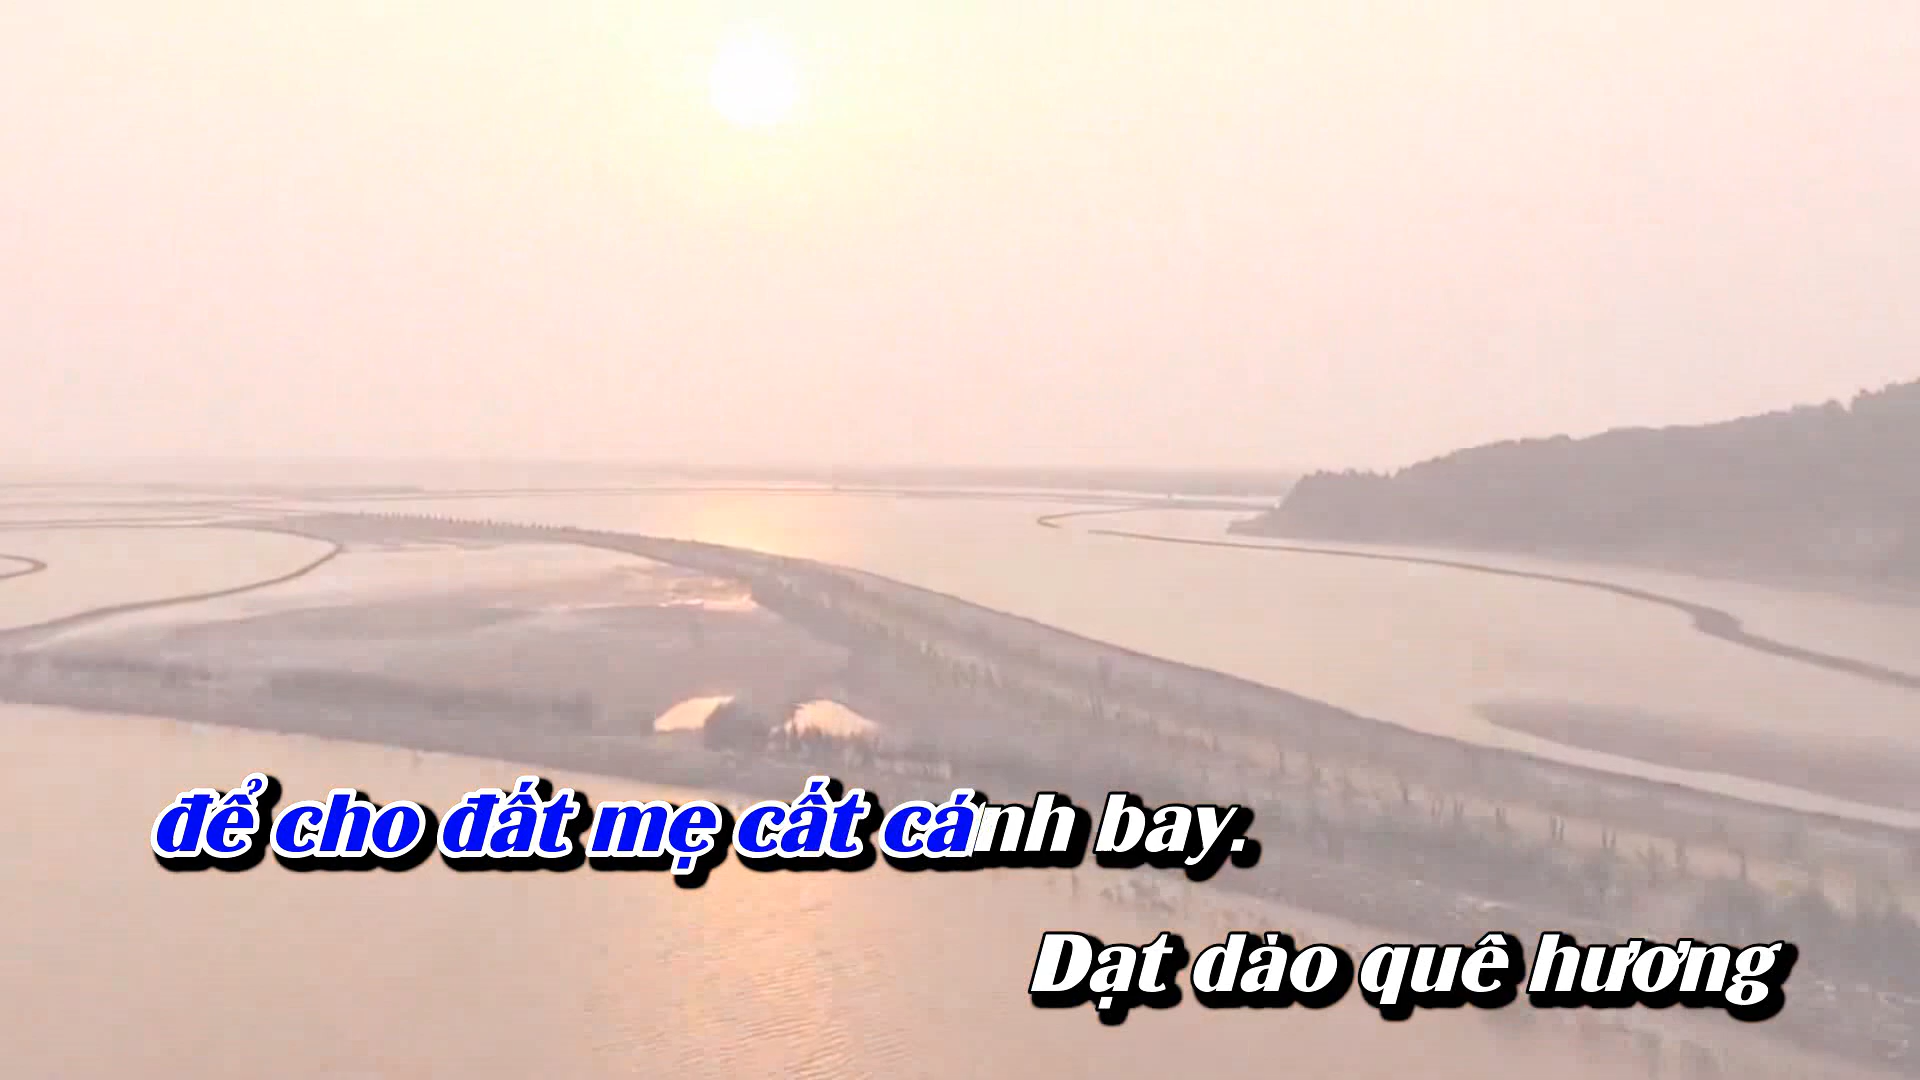 để cho đất mẹ cất cánh bay.
Dạt dào quê hương